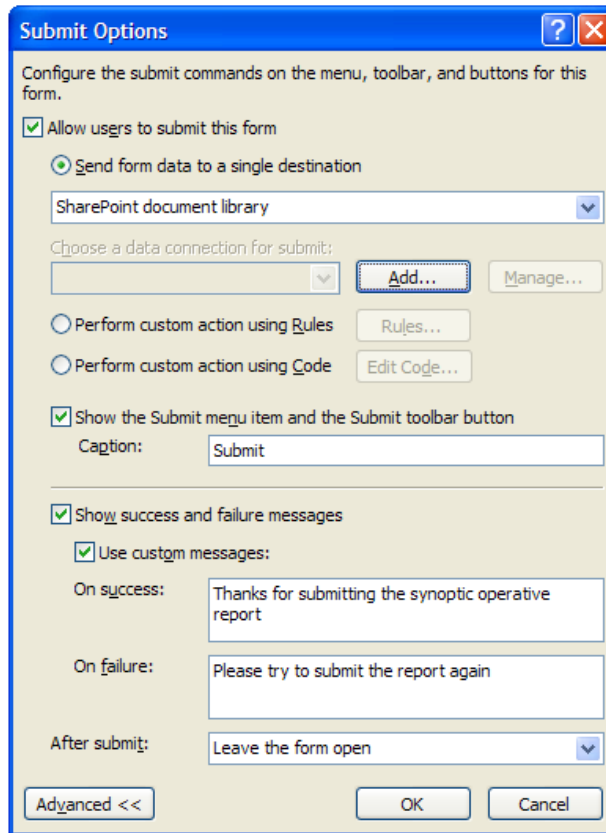 Submit Options
Configure the submit commands on the menu, toolbar, and buttons for this
form.
Allow users to submit this form
Send form data to a single destination
SharePoint document library
Choose a data connection for submit:
Add... Manage...
Perform custom action using Rules Rules...
Perform custom action using Code Edit Code...
Show the Submit menu item and the Submit toolbar button
Caption: Submit
Show success and failure messages
Use custom messages:
On success: Thanks for submitting the synoptic operative
report
On failure: Please try to submit the report again
After submit: Leave the form open
Advanced << OK Cancel